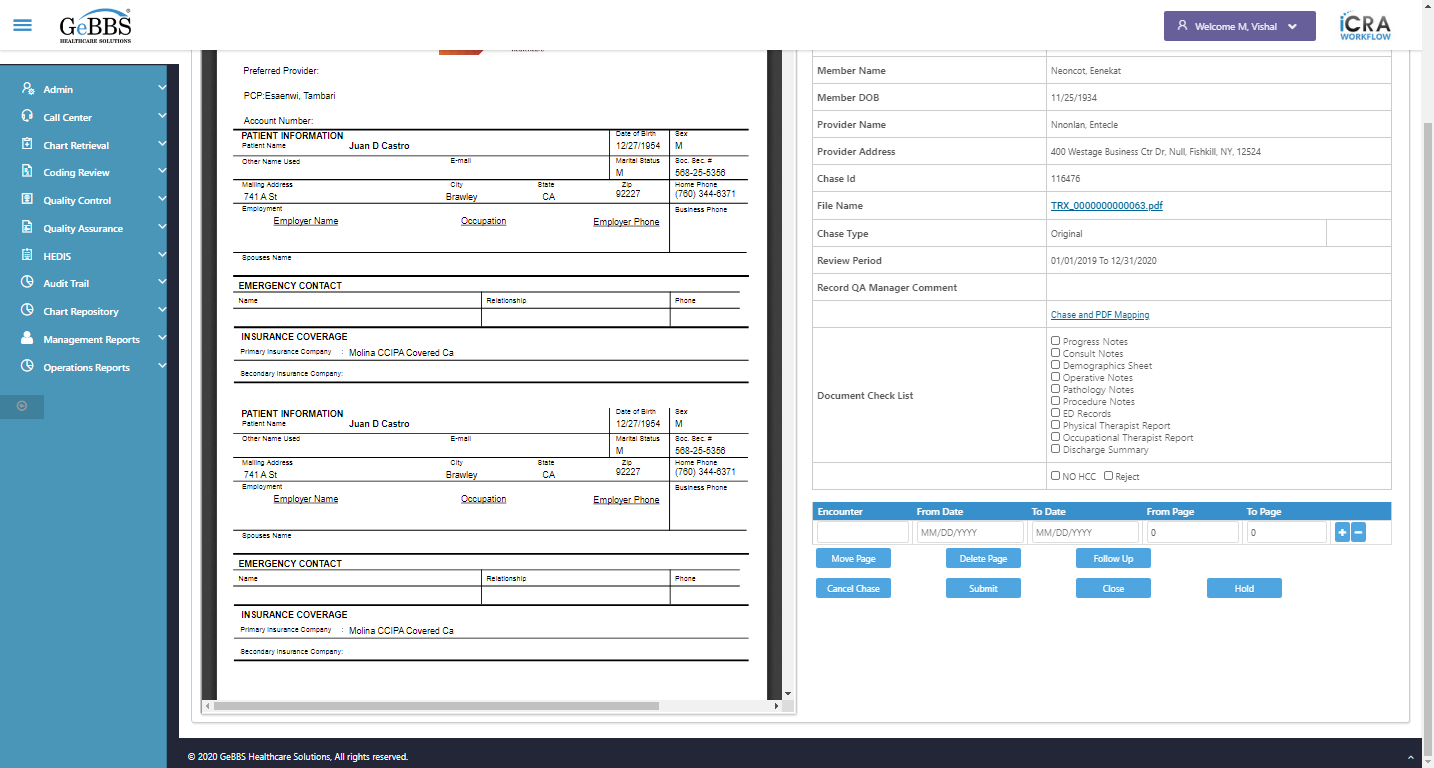 GeBBS
HEALTHCARE SOLUTIONS
Welcome M, Vishal
iCRA
WORKFLOW
Admin
Call Center
Chart Retrieval
Coding Review
Quality Control
Quality Assurance
HEDIS
Audit Trail
Chart Repository
Management Reports
Operations Reports
Preferred Provider:
PCP:Esaenwi, Tambari
Account Number:
PATIENT INFORMATION
Date of Birth Sex
Patient Name Juan D Castro 12/27/1954 M
Other Name Used E-mail Marital Status Soc. Sec. #
M 568-25-5356
Mailing Address City State Zip Home Phone
741 A St Brawley CA 92227 (760) 344-6371
Employment Business Phone
Employer Name Occupation Employer Phone
Spouses Name
EMERGENCY CONTACT
Name Relationship Phone
INSURANCE COVERAGE
Primary Insurance Company : Molina CCIPA Covered Ca
Secondary Insurance Company:
PATIENT INFORMATION
Date of Birth Sex
Patient Name Juan D Castro 12/27/1954 M
Other Name Used E-mail Marital Status Soc. Sec. #
M 568-25-5356
Mailing Address City State Zip Home Phone
741 A St Brawley CA 92227 (760) 344-6371
Employment Business Phone
Employer Name Occupation Employer Phone
Spouses Name
EMERGENCY CONTACT
Name Relationship Phone
INSURANCE COVERAGE
Primary Insurance Company : Molina CCIPA Covered Ca
Secondary Insurance Company:
Member Name Neoncot, Eenekat
Member DOB 11/25/1934
Provider Name Nnonlan, Entecle
Provider Address 400 Westage Business Ctr Dr, Null, Fishkill, NY, 12524
Chase Id 116476
File Name TRX_0000000000063.pdf
Chase Type Original
Review Period 01/01/2019 To 12/31/2020
Record QA Manager Comment
Chase and PDF Mapping
Document Check List
Progress Notes
Consult Notes
Demographics Sheet
Operative Notes
Pathology Notes
Procedure Notes
ED Records
Physical Therapist Report
Occupational Therapist Report
Discharge Summary
NO HCC Reject
Encounter From Date To Date From Page To Page
MM/DD/YYYY MM/DD/YYYY 0 0
Move Page Delete Page Follow Up
Cancel Chase Submit Close Hold
© 2020 GeBBS Healthcare Solutions, All rights reserved.